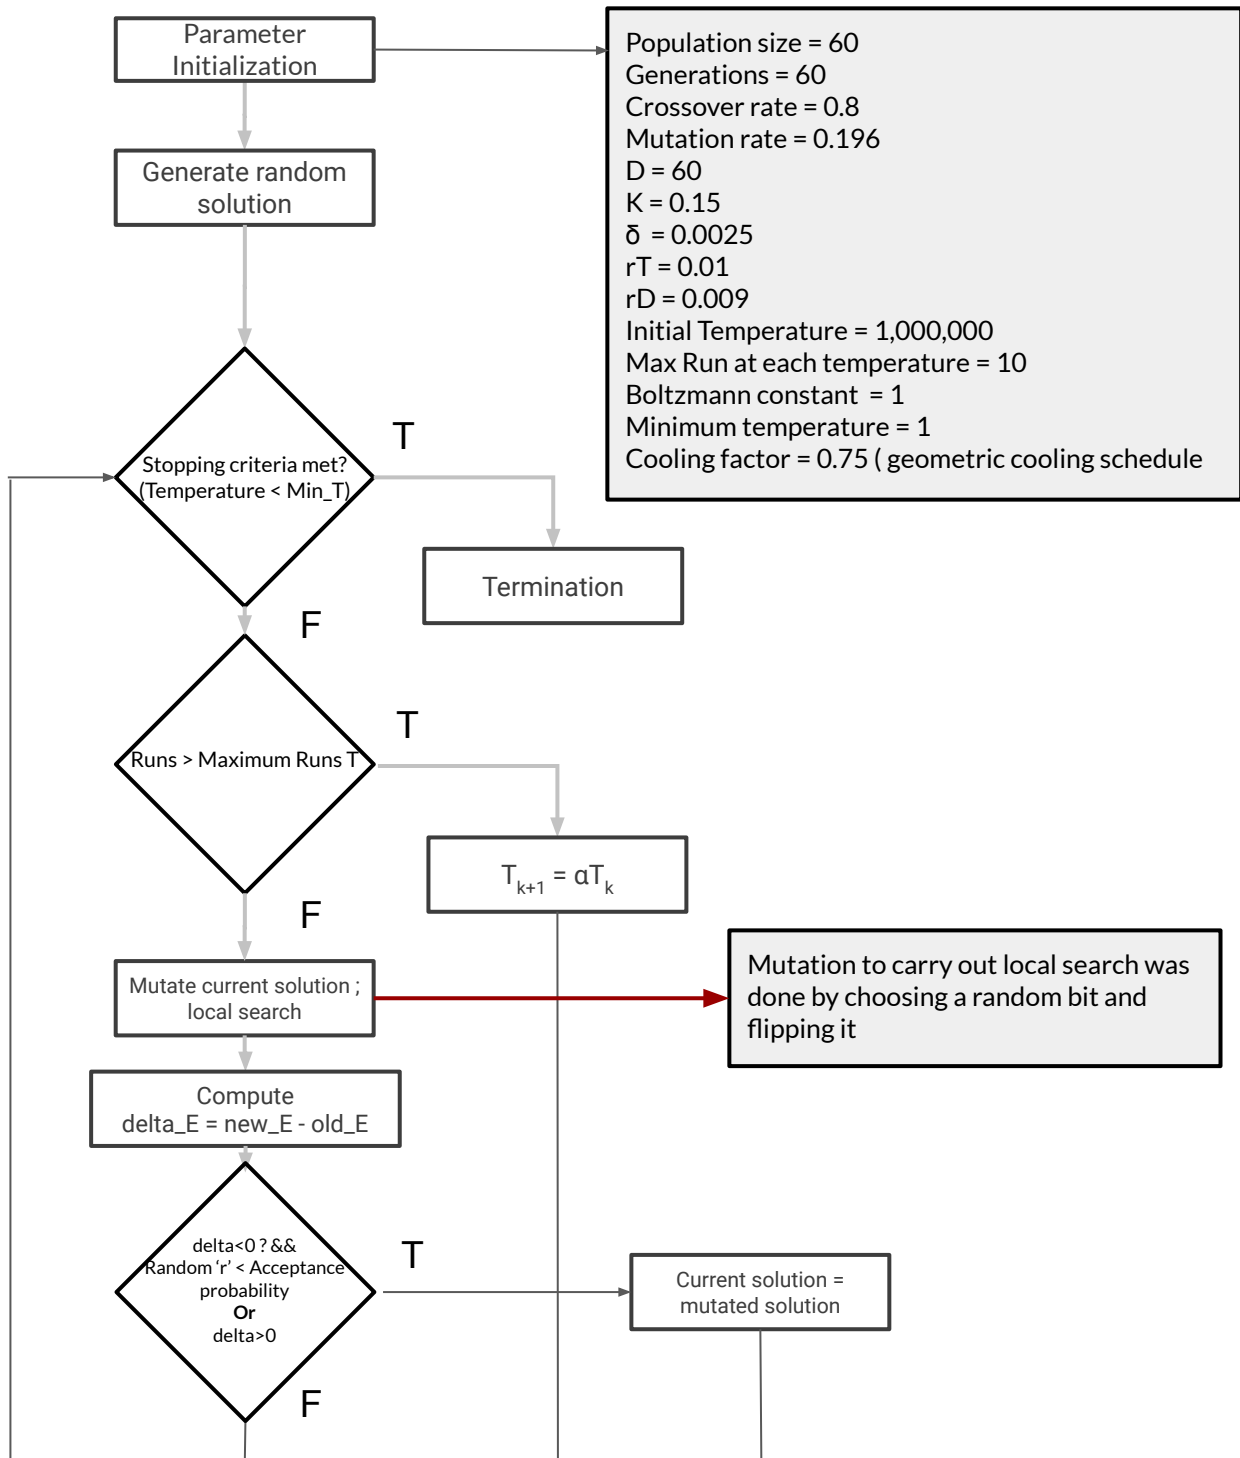 Parameter
Initialization
Population size = 60
Generations = 60
Crossover rate = 0.8
Mutation rate = 0.196
D = 60
K = 0.15
δ = 0.0025
rT = 0.01
rD = 0.009
Initial Temperature = 1,000,000
Max Run at each temperature = 10
Boltzmann constant = 1
Minimum temperature = 1
Cooling factor = 0.75 ( geometric cooling schedule
Generate random
solution
Stopping criteria met?
(Temperature < Min_T)
T
Termination
F
Runs > Maximum Runs T
T
T_{k+1} = αT_k
F
Mutate current solution ;
local search
Mutation to carry out local search was
done by choosing a random bit and
flipping it
Compute
delta_E = new_E - old_E
delta<0 ? &&
Random ‘r’ < Acceptance
probability
Or
delta>0
T
Current solution =
mutated solution
F